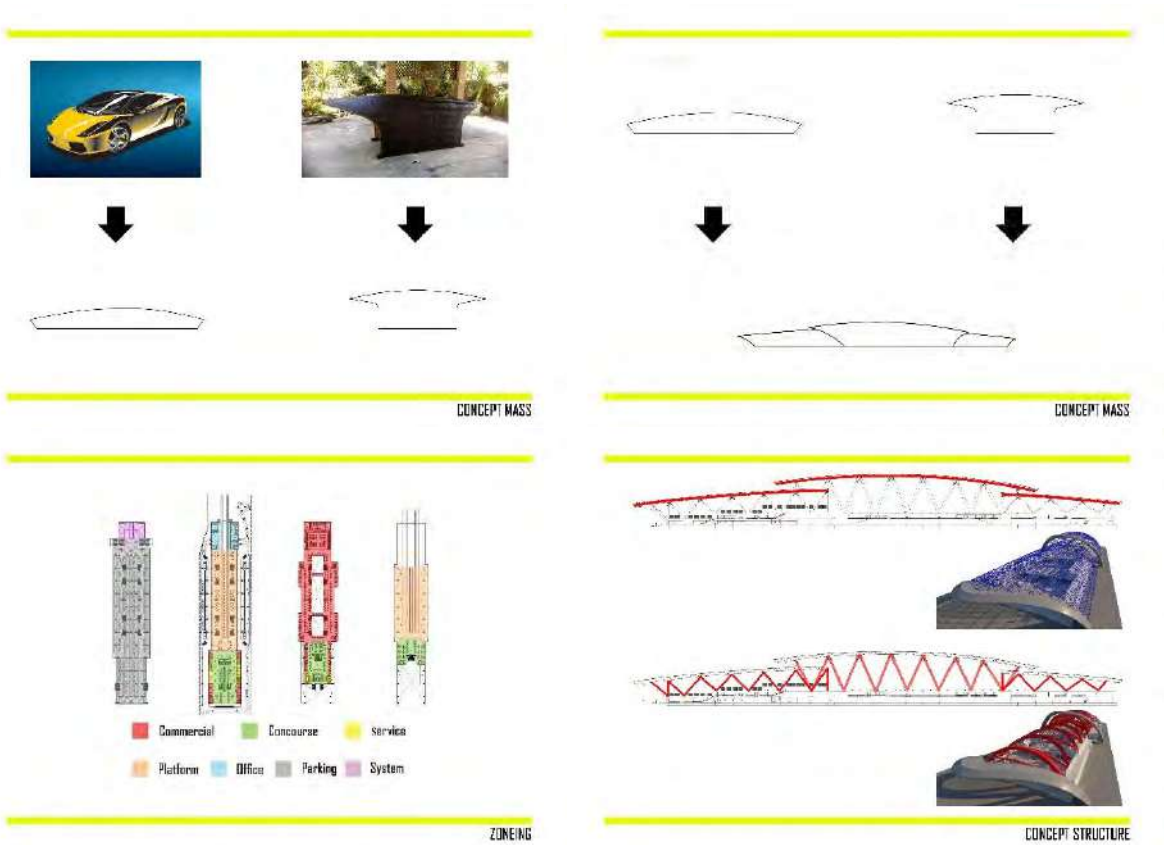 CONCEPT MASS
CONCEPT MASS
Commercial Concourse service
Platform Office Parking System
ZONEING
CONCEPT STRUCTURE